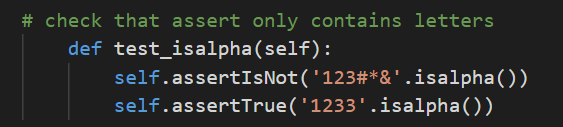 # check that assert only contains letters
def test_isalpha(self):
self.assertIsNot('123#*&'.isalpha())
self.assertTrue('1233'.isalpha())